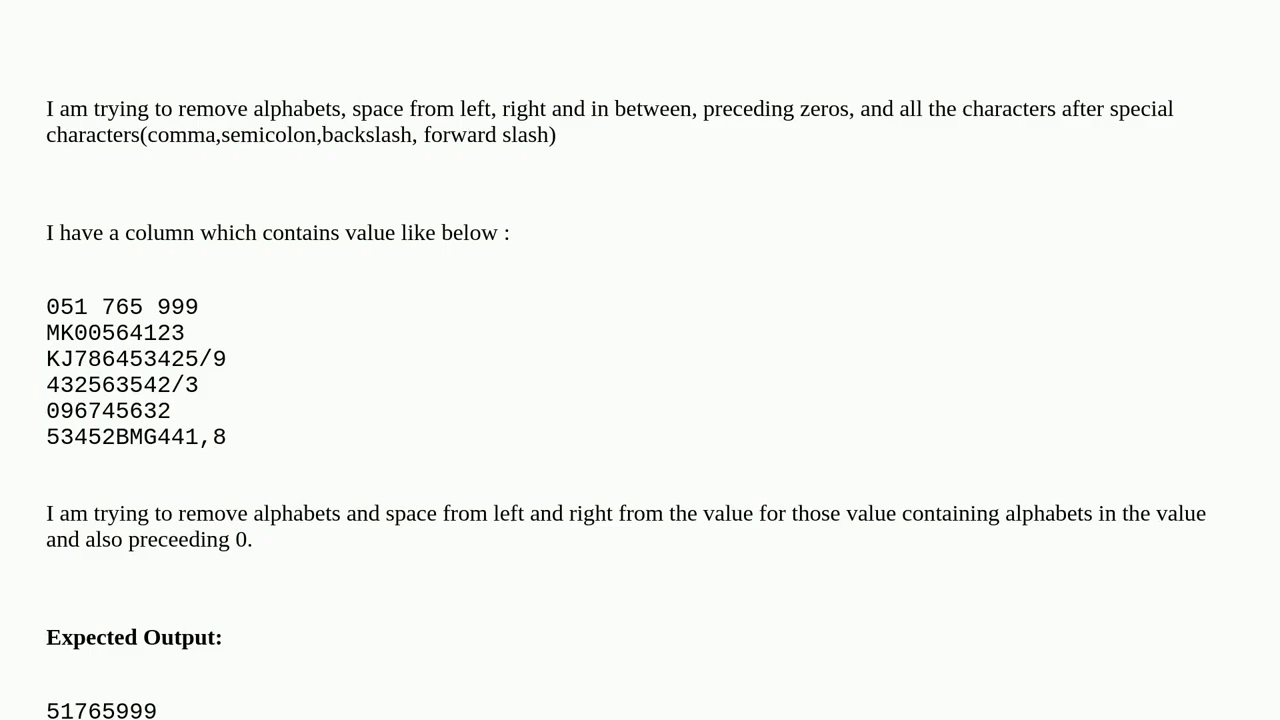 I am trying to remove alphabets, space from left, right and in between, preceding zeros, and all the characters after special
characters(comma,semicolon,backslash, forward slash)
I have a column which contains value like below :
051 765 999
MK00564123
KJ786453425/9
432563542/3
096745632
53452BMG441,8
I am trying to remove alphabets and space from left and right from the value for those value containing alphabets in the value
and also preceeding 0.
Expected Output:
51765999